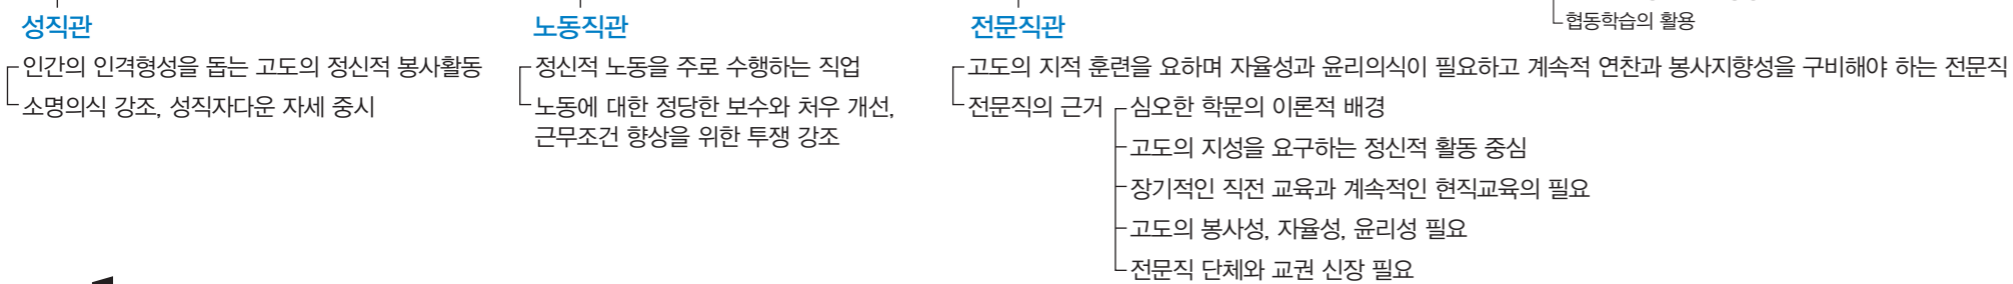 협동학습의 활용
성직관
인간의 인격형성을 돕는 고도의 정신적 봉사활동
소명의식 강조, 성직자다운 자세 중시
노동직관
정신적 노동을 주로 수행하는 직업
노동에 대한 정당한 보수와 처우 개선,
근무조건 향상을 위한 투쟁 강조
전문직관
고도의 지적 훈련을 요하며 자율성과 윤리의식이 필요하고 계속적 연찬과 봉사지향성을 구비해야 하는 전문직
전문직의 근거
심오한 학문의 이론적 배경
고도의 지성을 요구하는 정신적 활동 중심
장기적인 직전 교육과 계속적인 현직교육의 필요
고도의 봉사성, 자율성, 윤리성 필요
전문직 단체와 교권 신장 필요